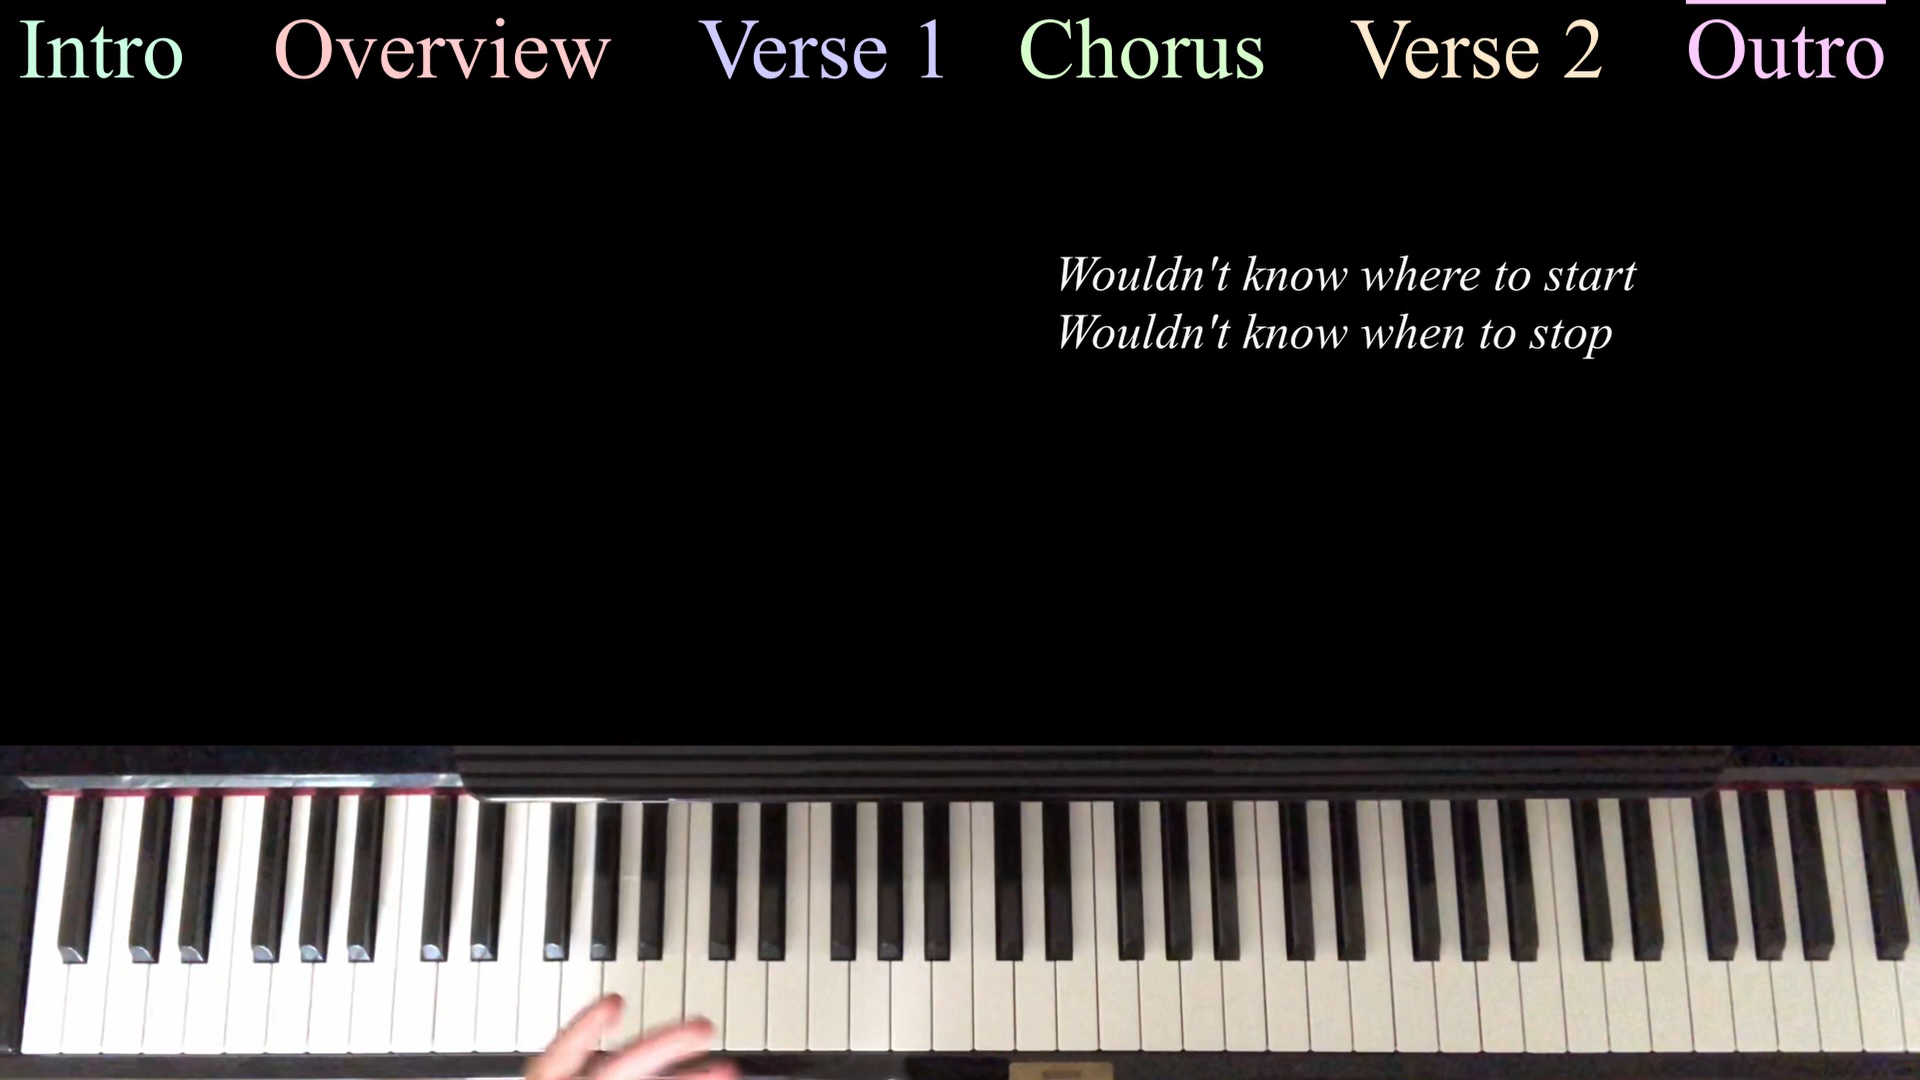 Intro Overview Verse 1 Chorus Verse 2 Outro
Wouldn't know where to start
Wouldn't know when to stop